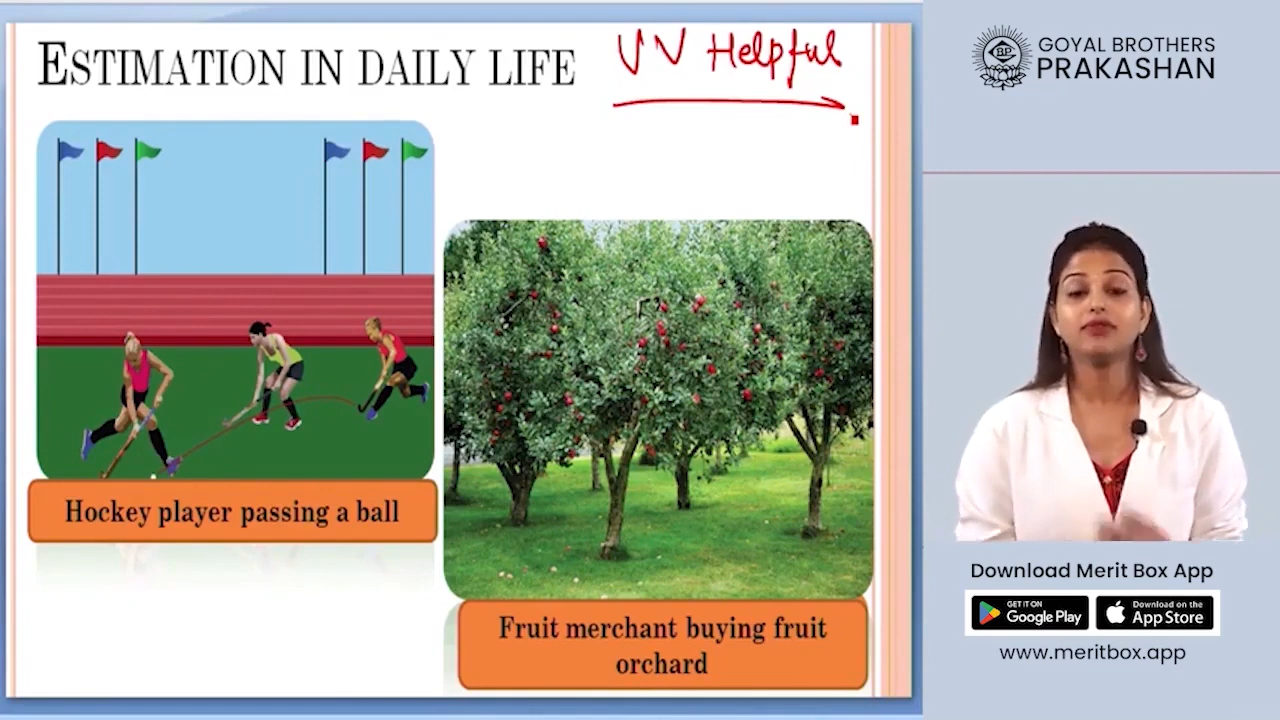 ESTIMATION IN DAILY LIFE
VV Helpful
Hockey player passing a ball
Fruit merchant buying fruit
orchard
BP
GOYAL BROTHERS
PRAKASHAN
Download Merit Box App
GET IT ON
Google Play
Download on the
App Store
www.meritbox.app